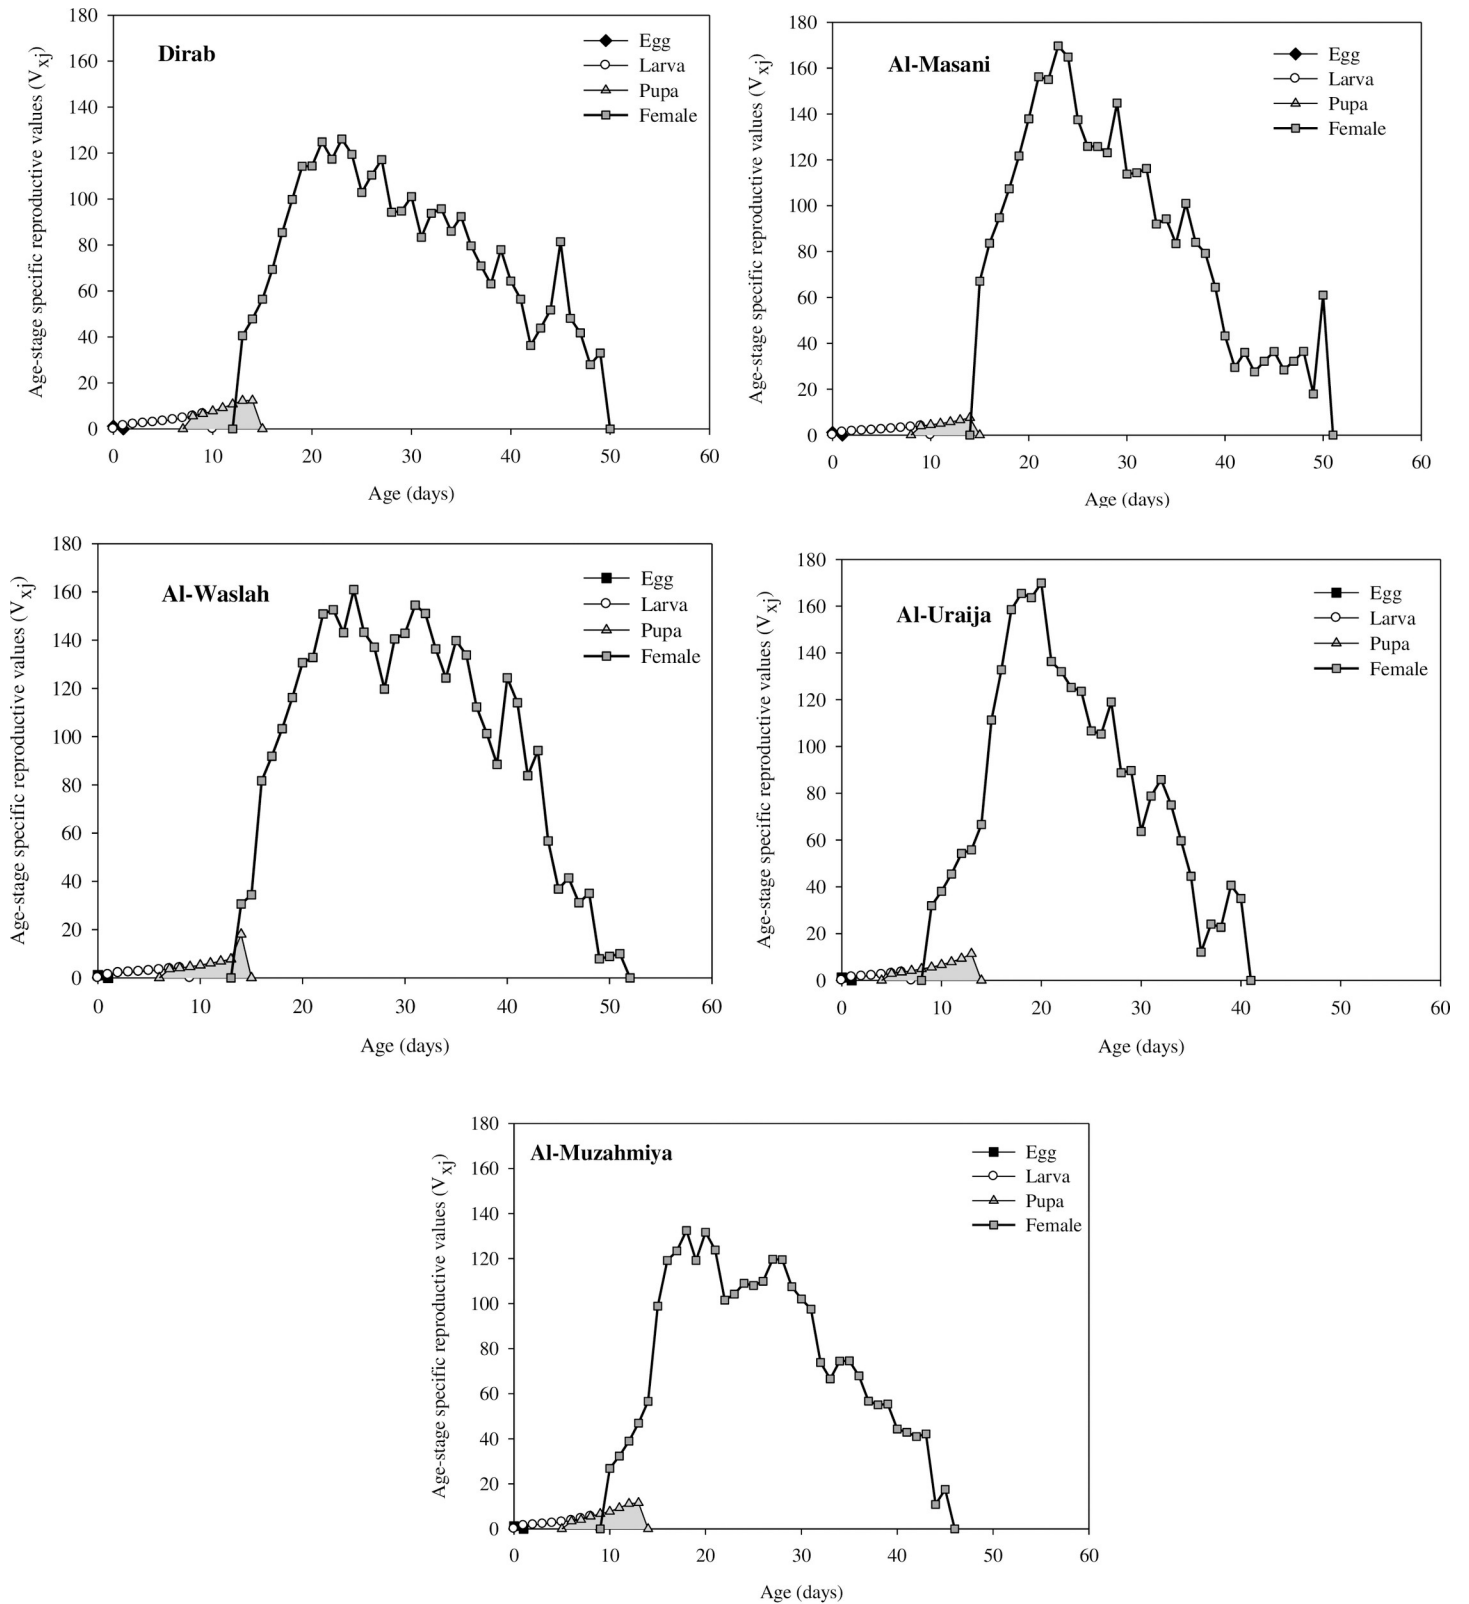 Dirab
Age-stage specific reproductive values (Vxj)
180
160
140
120
100
80
60
40
20
0
Egg
Larva
Pupa
Female
0 10 20 30 40 50 60
Age (days)
Al-Masani
Age-stage specific reproductive values (Vxj)
180
160
140
120
100
80
60
40
20
0
Egg
Larva
Pupa
Female
0 10 20 30 40 50 60
Age (days)
Al-Waslah
Age-stage specific reproductive values (Vxj)
180
160
140
120
100
80
60
40
20
0
Egg
Larva
Pupa
Female
0 10 20 30 40 50 60
Age (days)
Al-Uraija
Age-stage specific reproductive values (Vxj)
180
160
140
120
100
80
60
40
20
0
Egg
Larva
Pupa
Female
0 10 20 30 40 50 60
Age (days)
Al-Muzahmiya
Age-stage specific reproductive values (Vxj)
180
160
140
120
100
80
60
40
20
0
Egg
Larva
Pupa
Female
0 10 20 30 40 50 60
Age (days)